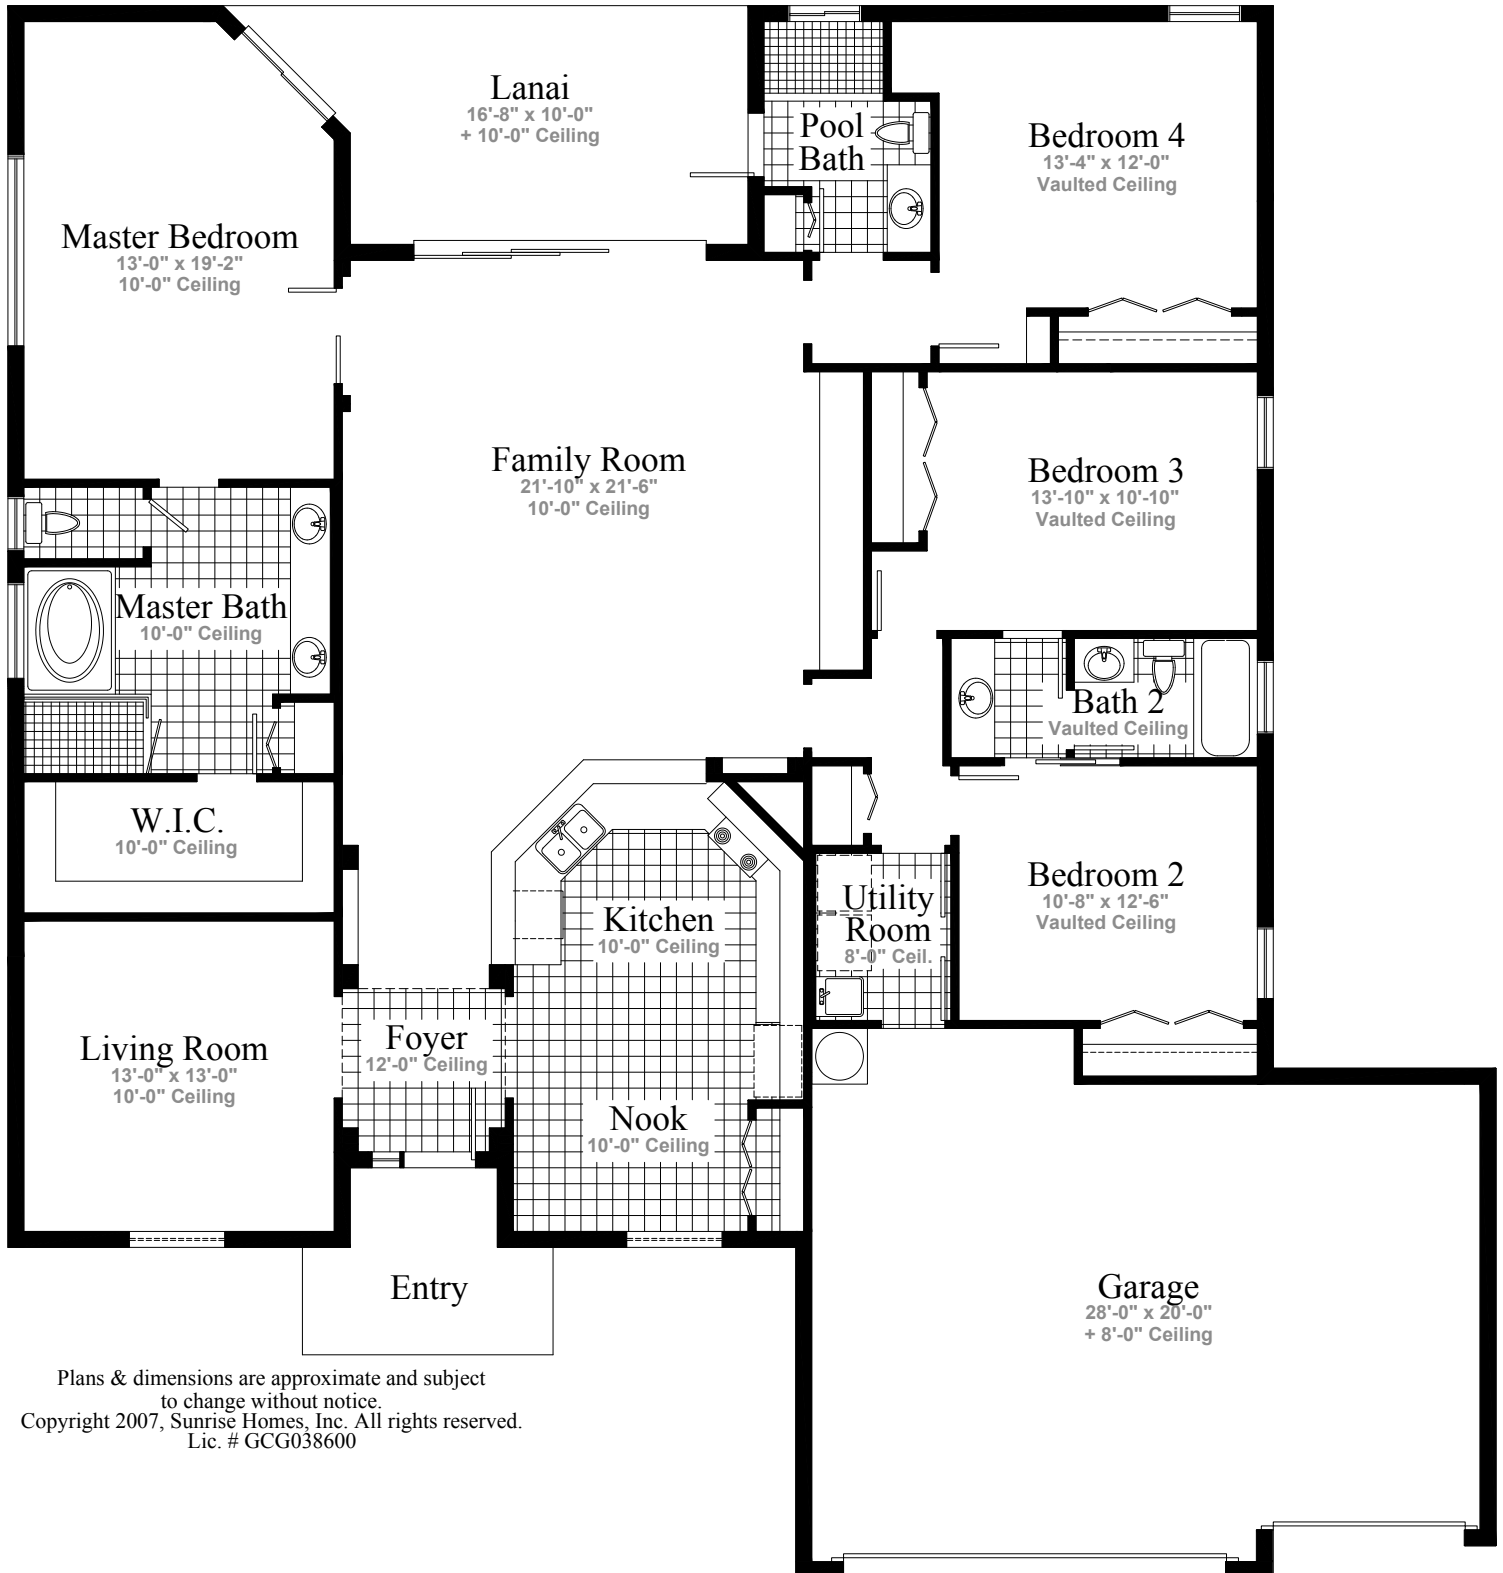 Lanai
16'-8" x 10'-0"
+ 10'-0" Ceiling
Pool
Bath
Bedroom 4
13'-4" x 12'-0"
Vaulted Ceiling
Master Bedroom
13'-0" x 19'-2"
10'-0" Ceiling
Family Room
21'-10" x 21'-6"
10'-0" Ceiling
Bedroom 3
13'-10" x 10'-10"
Vaulted Ceiling
Master Bath
10'-0" Ceiling
Bath 2
Vaulted Ceiling
W.I.C.
10'-0" Ceiling
Kitchen
10'-0" Ceiling
Utility
Room
8'-0" Ceil.
Bedroom 2
10'-8" x 12'-6"
Vaulted Ceiling
Living Room
13'-0" x 13'-0"
10'-0" Ceiling
Foyer
12'-0" Ceiling
Nook
10'-0" Ceiling
Entry
Garage
28'-0" x 20'-0"
+ 8'-0" Ceiling
Plans & dimensions are approximate and subject
to change without notice.
Copyright 2007, Sunrise Homes, Inc. All rights reserved.
Lic. # GCG038600